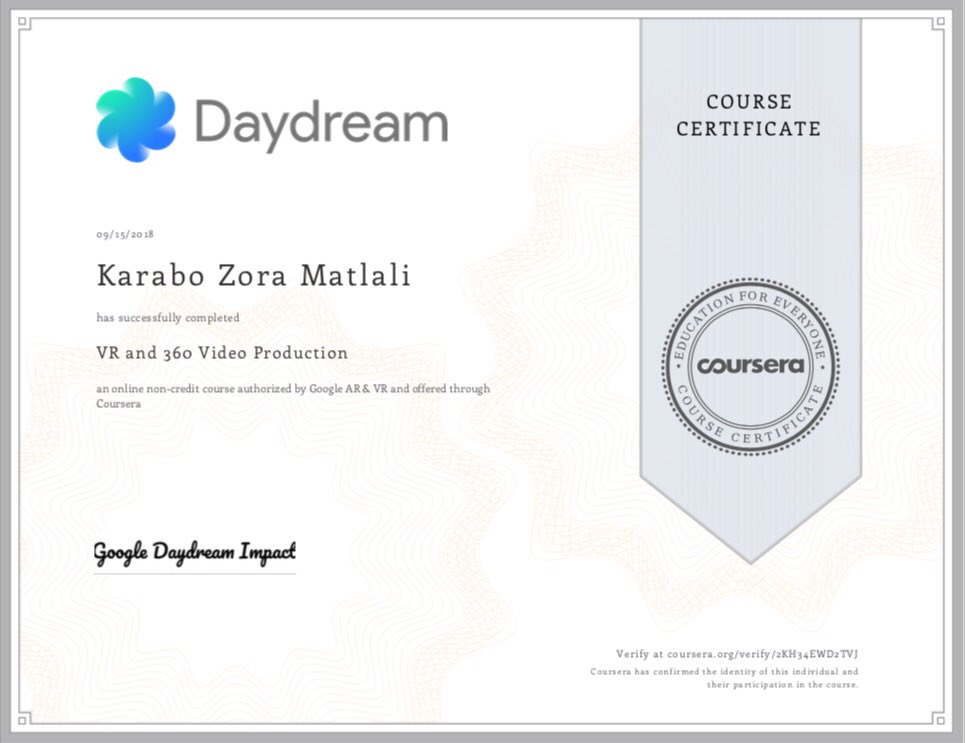 Daydream
COURSE
CERTIFICATE
09/15/2018
Karabo Zora Matlali
has successfully completed
VR and 360 Video Production
an online non-credit course authorized by Google AR & VR and offered through
Coursera
EDUCATION FOR EVERYONE
coursera
COURSE CERTIFICATE
Google Daydream Impact
Verify at coursera.org/verify/2KH34EWD2TVJ
Coursera has confirmed the identity of this individual and
their participation in the course.